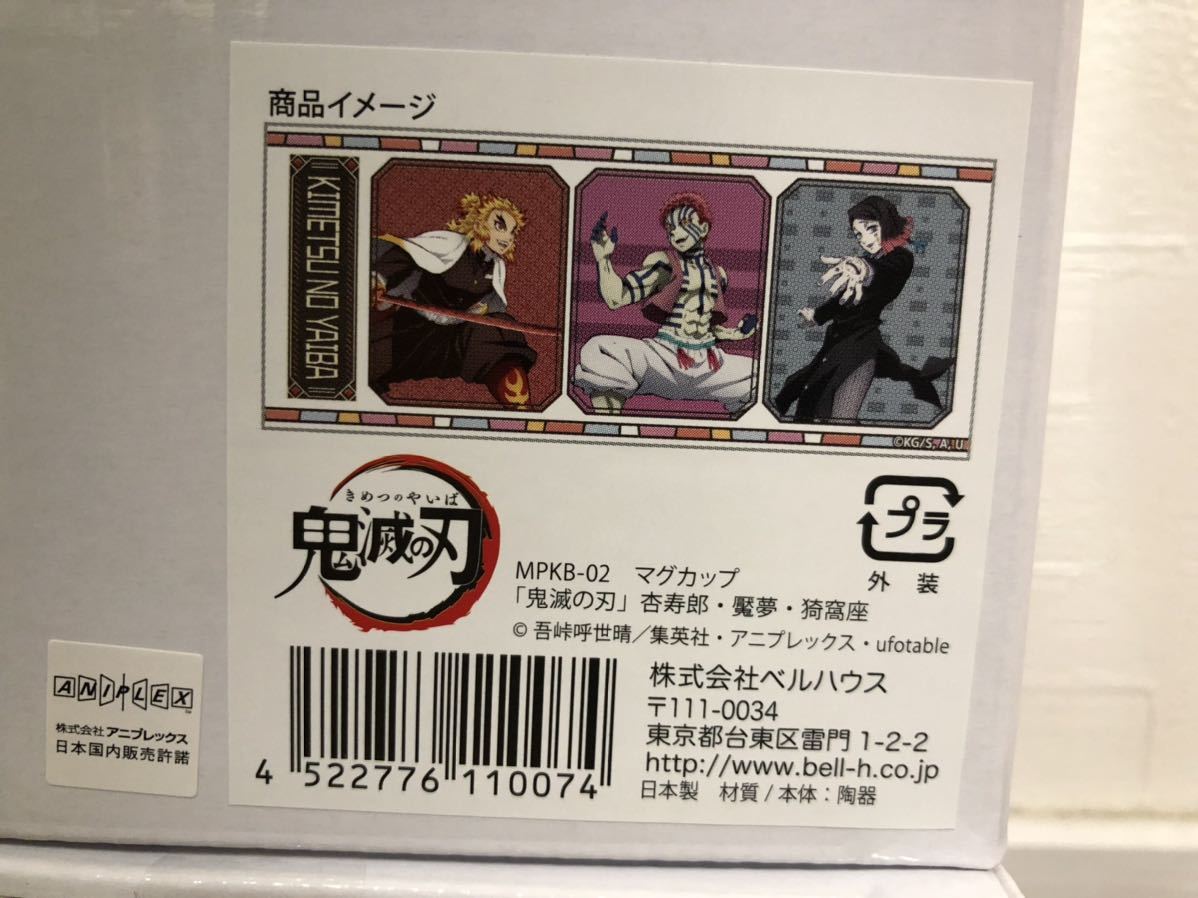 商品イメージ
KIMETSU NO YAIBA
©KG/S, A, U
きめつのやいば
鬼滅の刃
プラ
外 装
MPKB-02 マグカップ
「鬼滅の刃」杏寿郎・魘夢・猗窩座
© 吾峠呼世晴／集英社・アニプレックス・ufotable
株式会社ベルハウス
〒111-0034
東京都台東区雷門 1-2-2
http://www.bell-h.co.jp
日本製 材質 / 本体：陶器
4 522776 110074
ANIPLEX™
株式会社 アニプレックス
日本国内販売許諾